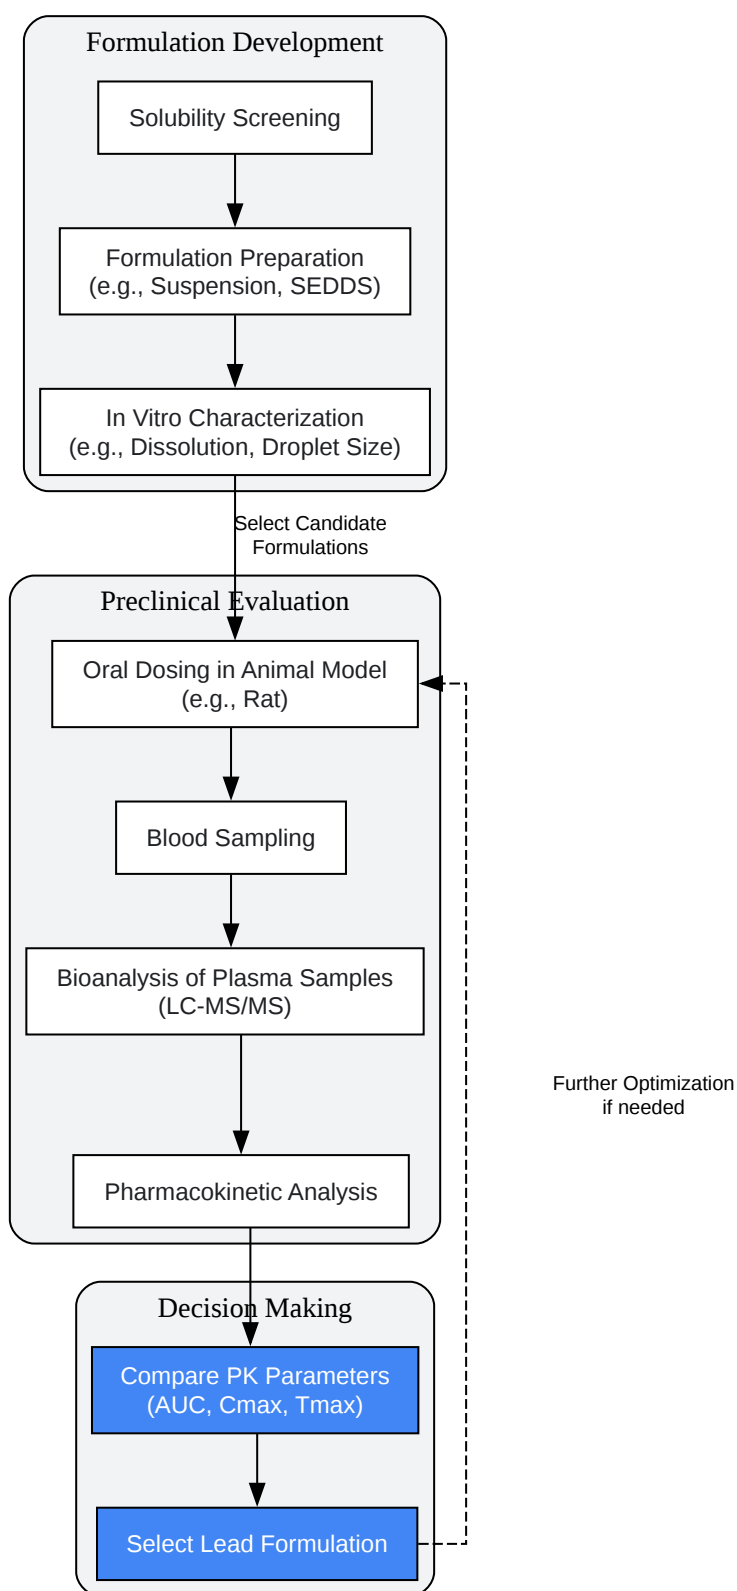 Formulation Development
Solubility Screening
Formulation Preparation
(e.g., Suspension, SEDDS)
In Vitro Characterization
(e.g., Dissolution, Droplet Size)
Select Candidate
Formulations
Preclinical Evaluation
Oral Dosing in Animal Model
(e.g., Rat)
Blood Sampling
Bioanalysis of Plasma Samples
(LC-MS/MS)
Further Optimization
if needed
Pharmacokinetic Analysis
Decision Making
Compare PK Parameters
(AUC, Cmax, Tmax)
Select Lead Formulation